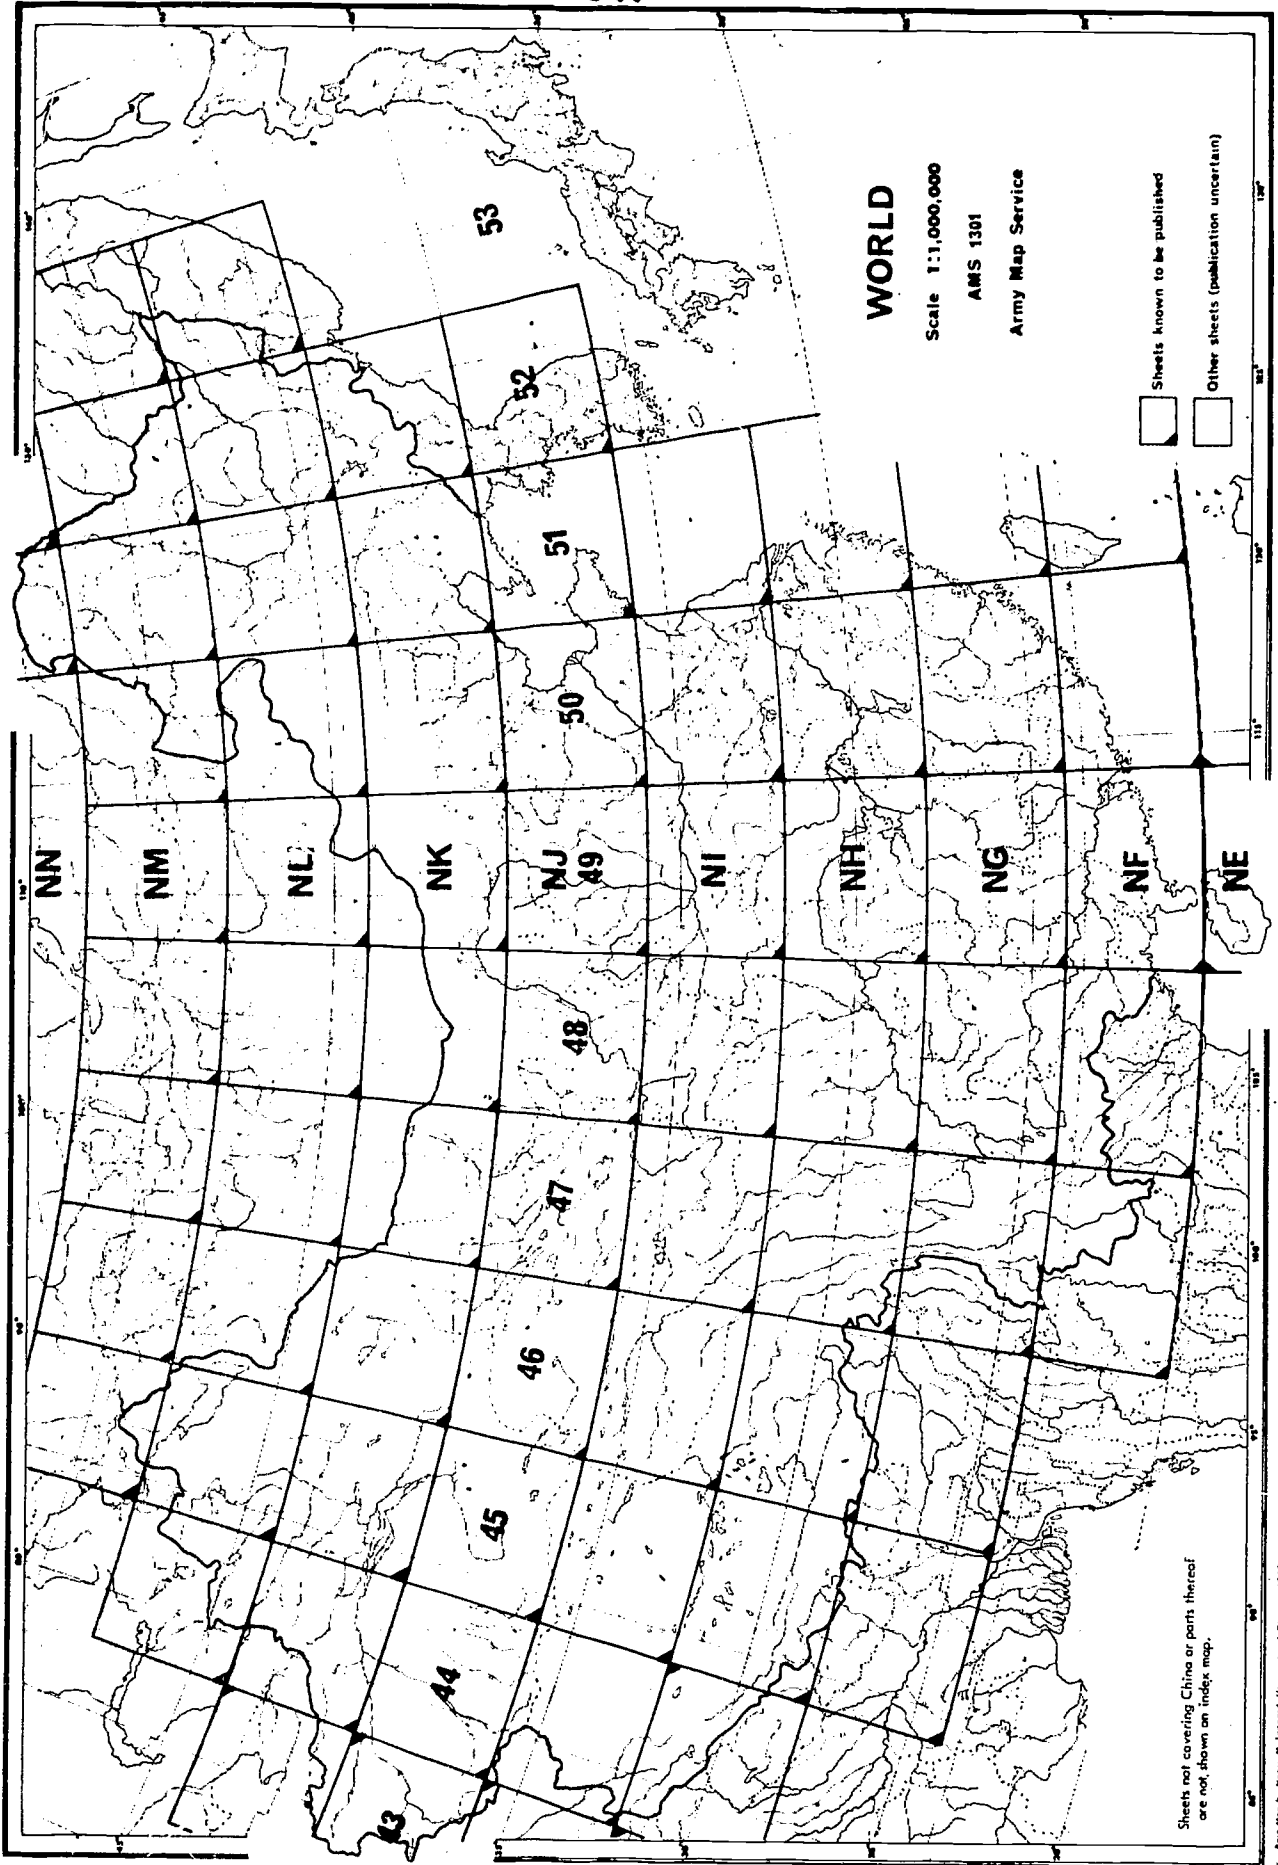 WORLD
Scale 1:1,000,000
AMS 1301
Army Map Service
Sheets known to be published
Other sheets (publication uncertain)
Sheets not covering China or parts thereof
are not shown on index map.
NN
NM
NL
NK
NJ
NI
NH
NG
NF
NE
43
44
45
46
47
48
49
50
51
52
53